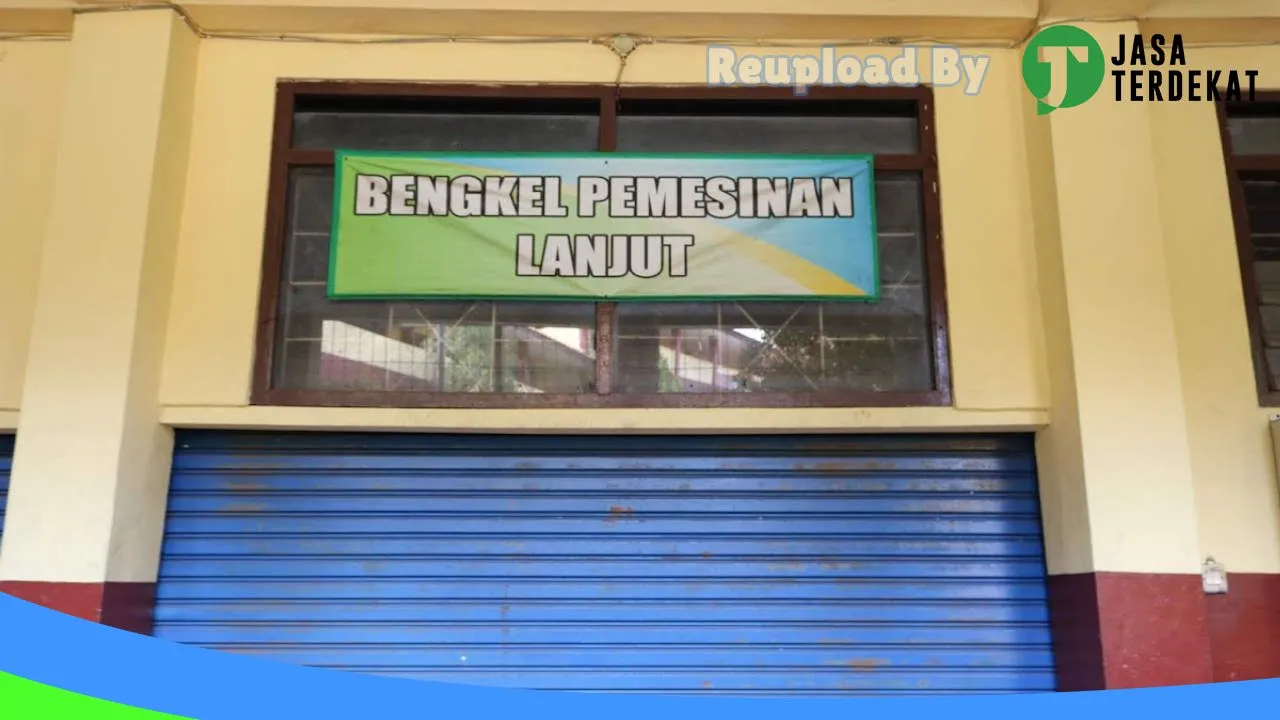 Reupload By
JASA
TERDEKAT
BENGKEL PEMESINAN
LANJUT